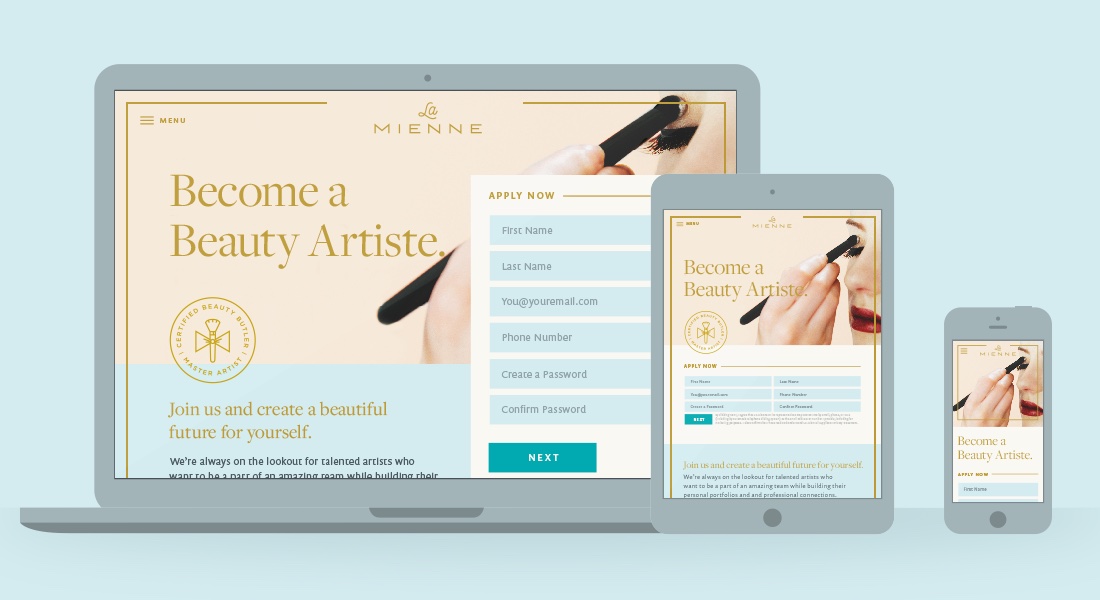 MENU
La
MIENNE
Become a
Beauty Artiste.
CERTIFIED BEAUTY BUTLER
MASTER ARTIST
Join us and create a beautiful
future for yourself.
We're always on the lookout for talented artists who
want to be a part of an amazing team while building their
APPLY NOW
First Name
Last Name
You@youremail.com
Phone Number
Create a Password
Confirm Password
NEXT
MENU
La
MIENNE
Become a
Beauty Artiste.
CERTIFIED BEAUTY BUTLER
MASTER ARTIST
APPLY NOW
First Name
Last Name
You@youremail.com
Phone Number
Create a Password
Confirm Password
NEXT
Join us and create a beautiful future for yourself.
We're always on the lookout for talented artists who
want to be a part of an amazing team while building their
personal portfolios and and professional connections.
La
MIENNE
Become a
Beauty Artiste.
APPLY NOW
First Name